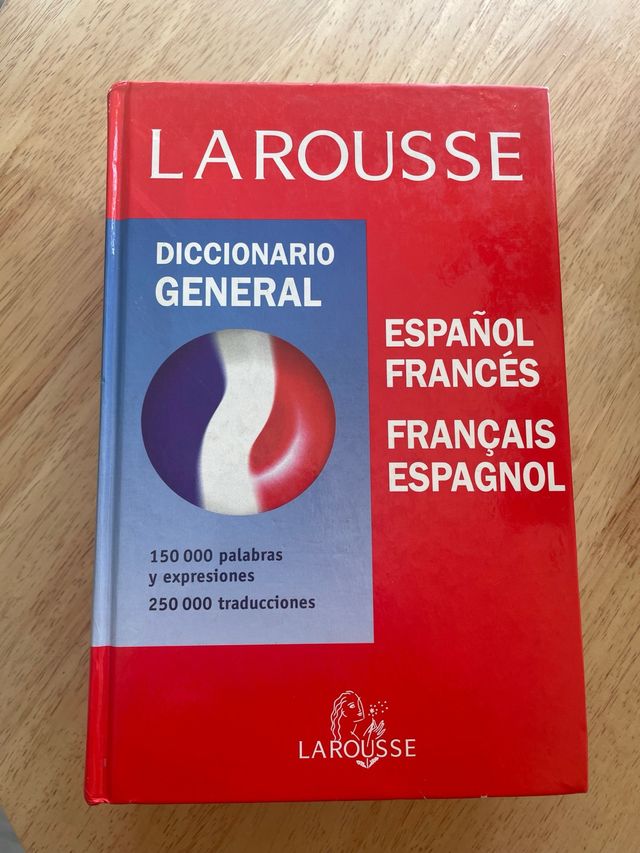 LAROUSSE
DICCIONARIO
GENERAL
ESPAÑOL
FRANCÉS
FRANÇAIS
ESPAGNOL
150 000 palabras
y expresiones
250 000 traducciones
LAROUSSE